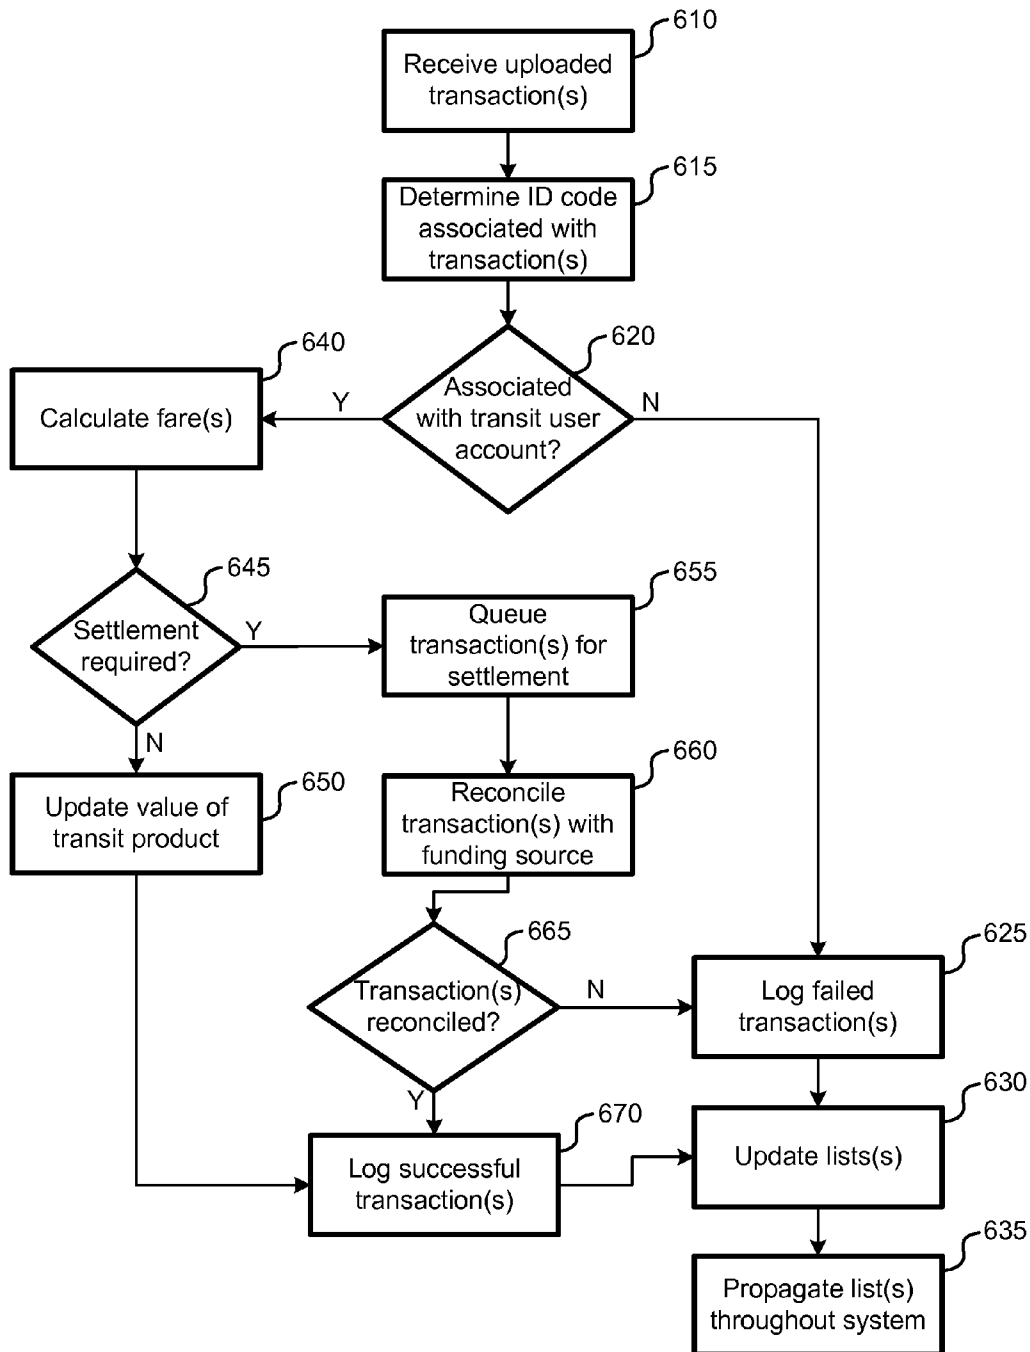 610
Receive uploaded
transaction(s)
615
Determine ID code
associated with
transaction(s)
620
Associated
with transit user
account?
Y
N
640
Calculate fare(s)
645
Settlement
required?
Y
N
655
Queue
transaction(s) for
settlement
650
Update value of
transit product
660
Reconcile
transaction(s) with
funding source
665
Transaction(s)
reconciled?
N
Y
625
Log failed
transaction(s)
630
Update lists(s)
670
Log successful
transaction(s)
635
Propagate list(s)
throughout system